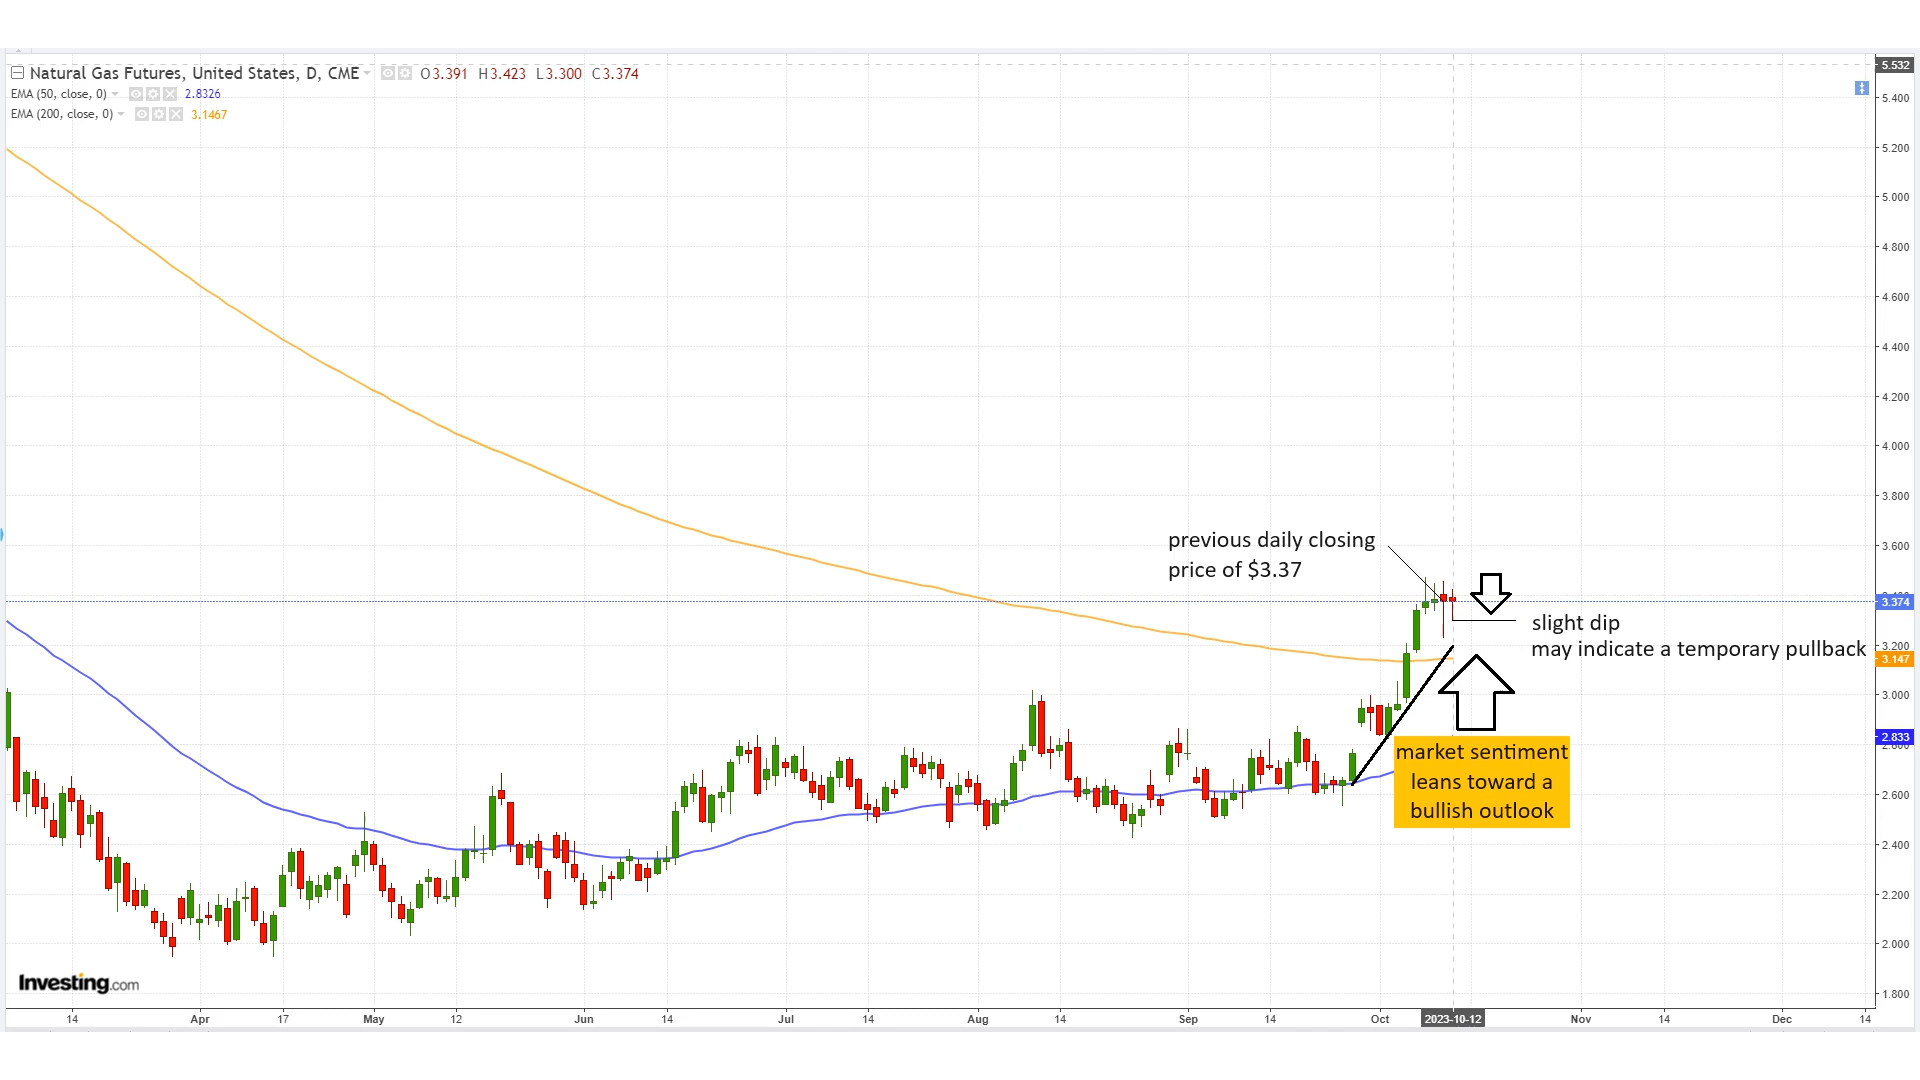 Natural Gas Futures, United States, D, CME O3.391 H3.423 L3.300 C3.374
EMA (50, close, 0) 2.8326
EMA (200, close, 0) 3.1467
5.532
5.400
5.200
5.000
4.800
4.600
4.400
4.200
4.000
3.800
3.600
3.374
3.200
3.147
3.000
2.833
2.600
2.400
2.200
2.000
1.800
previous daily closing
price of $3.37
slight dip
may indicate a temporary pullback
market sentiment
leans toward a
bullish outlook
Investing.com
14 Apr 17 May 12 Jun 14 Jul 14 Aug 14 Sep 14 Oct 2023-10-12 Nov 14 Dec 14